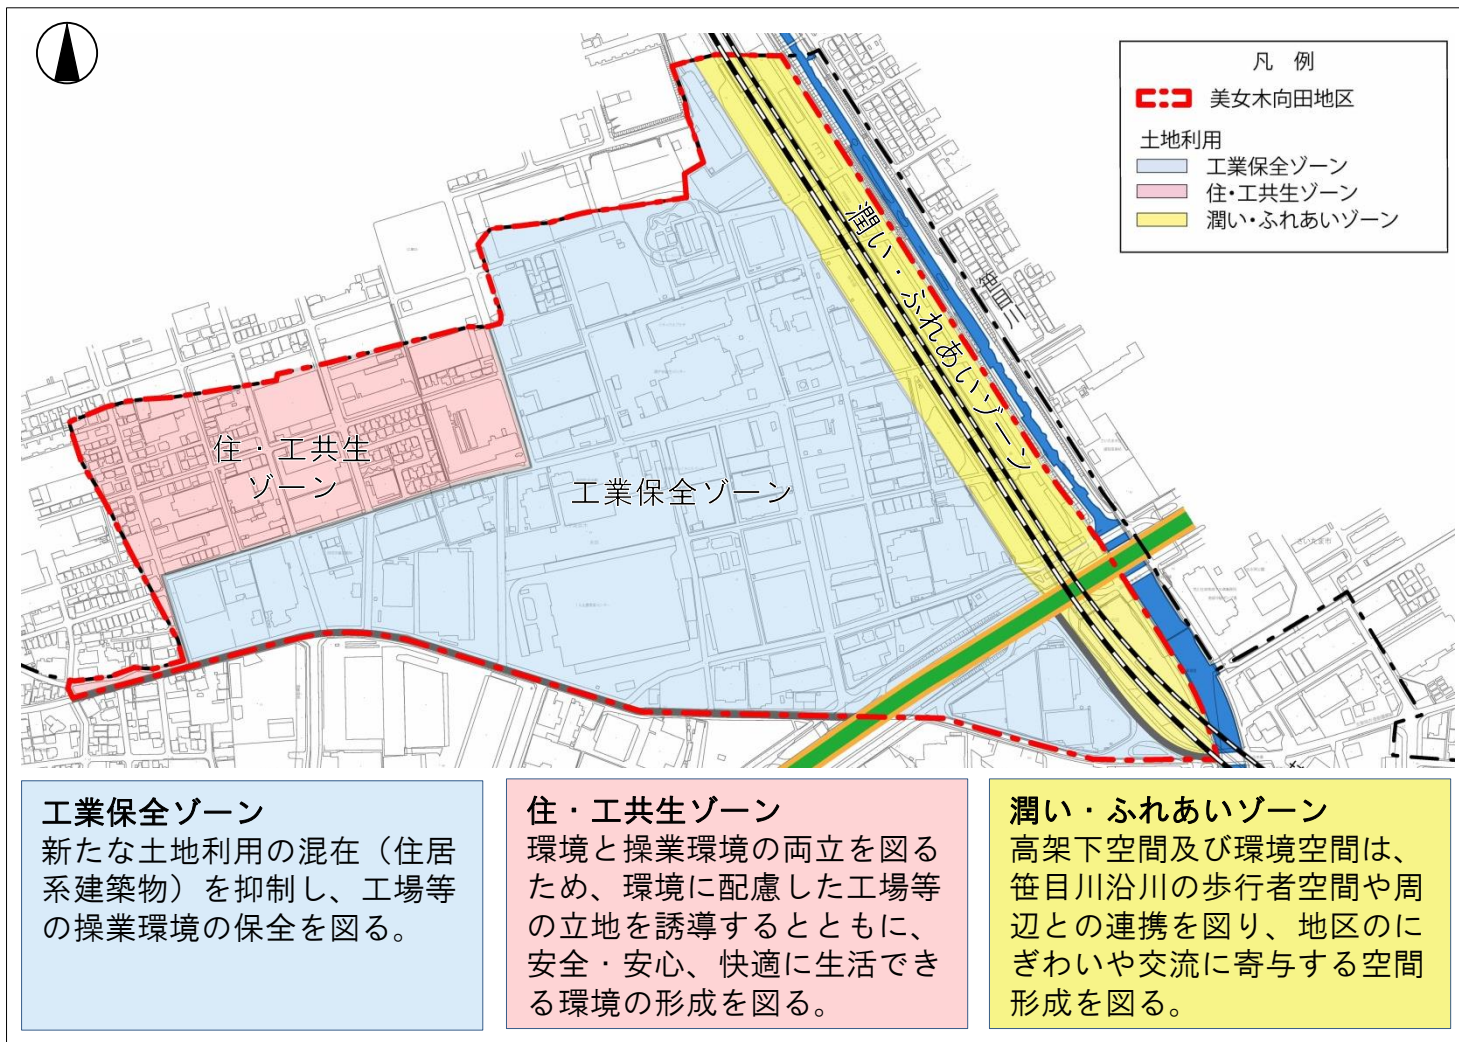 凡 例
美女木向田地区
土地利用
工業保全ゾーン
住・工共生ゾーン
潤い・ふれあいゾーン
潤い・ふれあいゾーン
住・工共生
ゾーン
工業保全ゾーン
さいたま市
工業保全ゾーン
新たな土地利用の混在（住居
系建築物）を抑制し、工場等
の操業環境の保全を図る。
住・工共生ゾーン
環境と操業環境の両立を図る
ため、環境に配慮した工場等
の立地を誘導するとともに、
安全・安心、快適に生活でき
る環境の形成を図る。
潤い・ふれあいゾーン
高架下空間及び環境空間は、
笹目川沿川の歩行者空間や周
辺との連携を図り、地区のに
ぎわいや交流に寄与する空間
形成を図る。